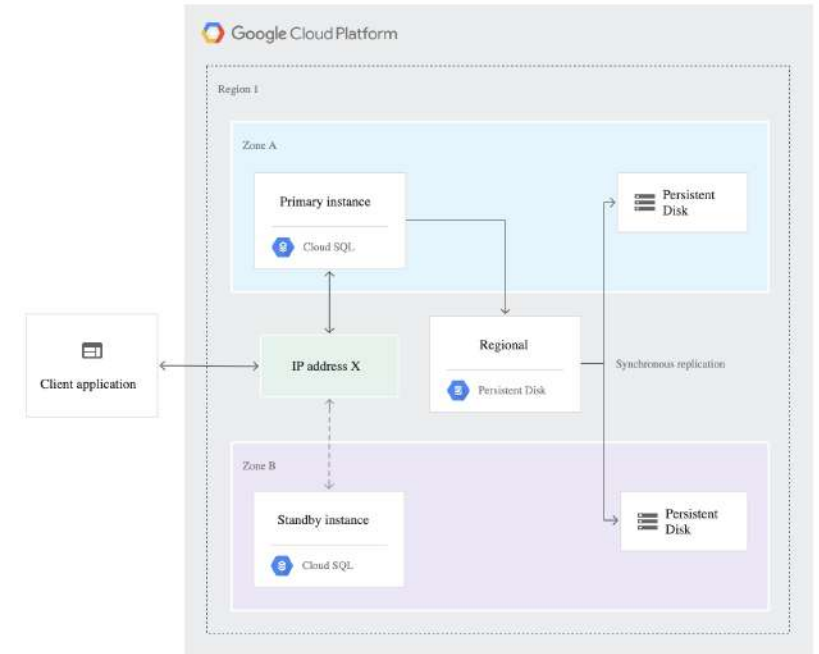 Google Cloud Platform
Region 1
Zone A
Primary instance
Cloud SQL
Persistent
Disk
Client application
IP address X
Regional
Persistent Disk
Synchronous replication
Zone B
Standby instance
Cloud SQL
Persistent
Disk